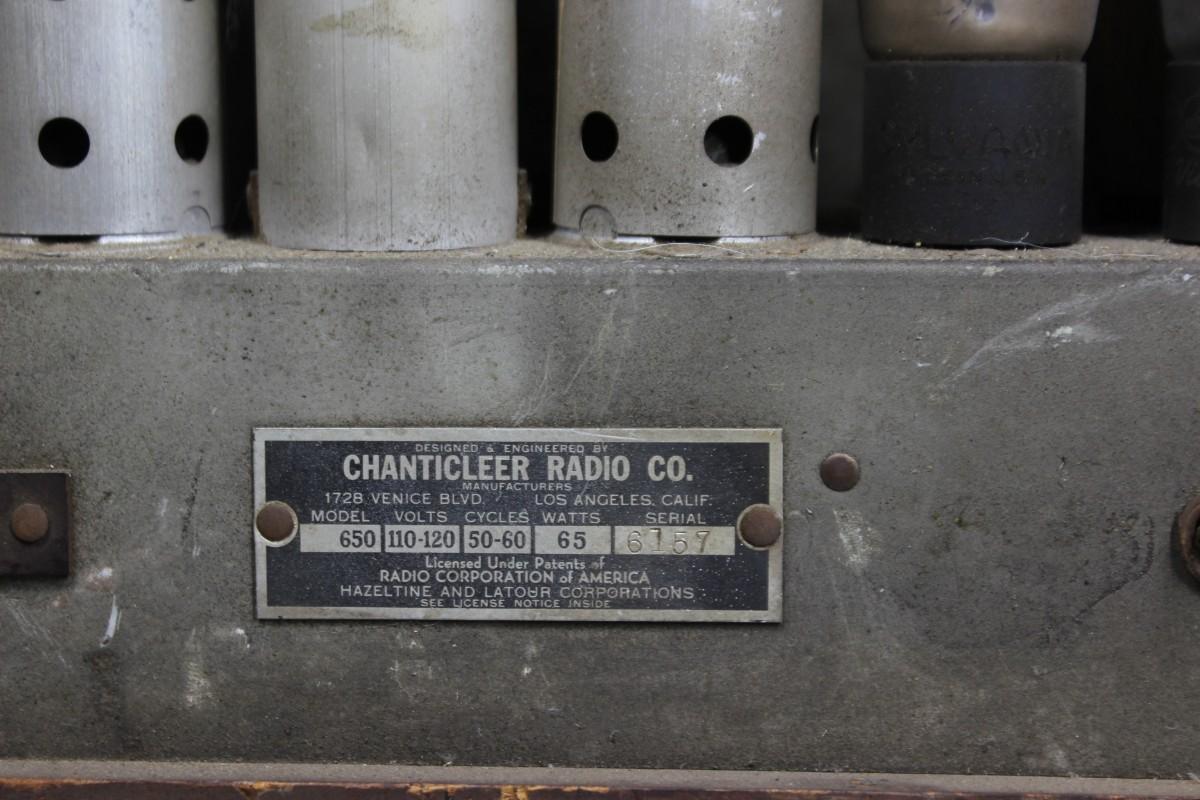 SYLVANIA
DESIGNED & ENGINEERED BY
CHANTICLEER RADIO CO.
MANUFACTURERS
1728 VENICE BLVD. LOS ANGELES, CALIF.
MODEL VOLTS CYCLES WATTS SERIAL
650 110-120 50-60 65 6157
Licensed Under Patents of
RADIO CORPORATION of AMERICA
HAZELTINE AND LATOUR CORPORATIONS
SEE LICENSE NOTICE INSIDE